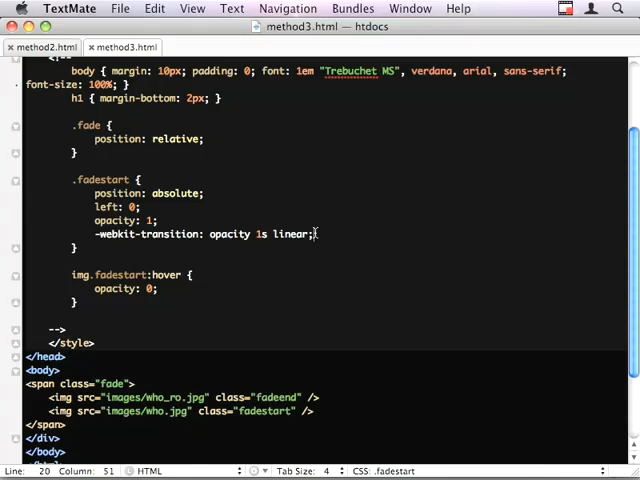 TextMate File Edit View Text Navigation Bundles Window Help
method3.html — htdocs
method2.html method3.html
<!--
body { margin: 10px; padding: 0; font: 1em "Trebuchet MS", verdana, arial, sans-serif;
font-size: 100%; }
h1 { margin-bottom: 2px; }
.fade {
position: relative;
}
.fadestart {
position: absolute;
left: 0;
opacity: 1;
-webkit-transition: opacity 1s linear;
}
img.fadestart:hover {
opacity: 0;
}
-->
</style>
</head>
<body>
<span class="fade">
<img src="images/who_ro.jpg" class="fadeend" />
<img src="images/who.jpg" class="fadestart" />
</span>
</div>
</body>
Line: 20 Column: 51 HTML Tab Size: 4 CSS: .fadestart